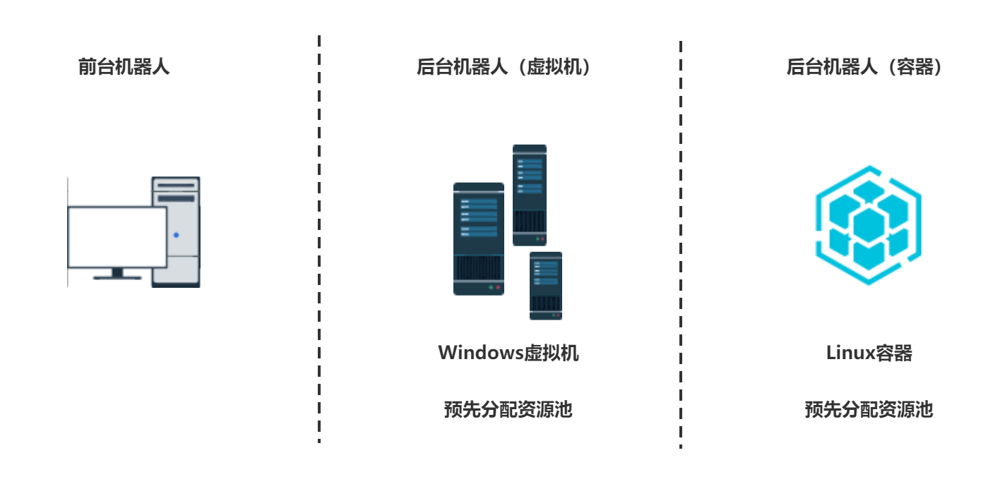 前台机器人
后台机器人（虚拟机）
后台机器人（容器）
Windows虚拟机
Linux容器
预先分配资源池
预先分配资源池